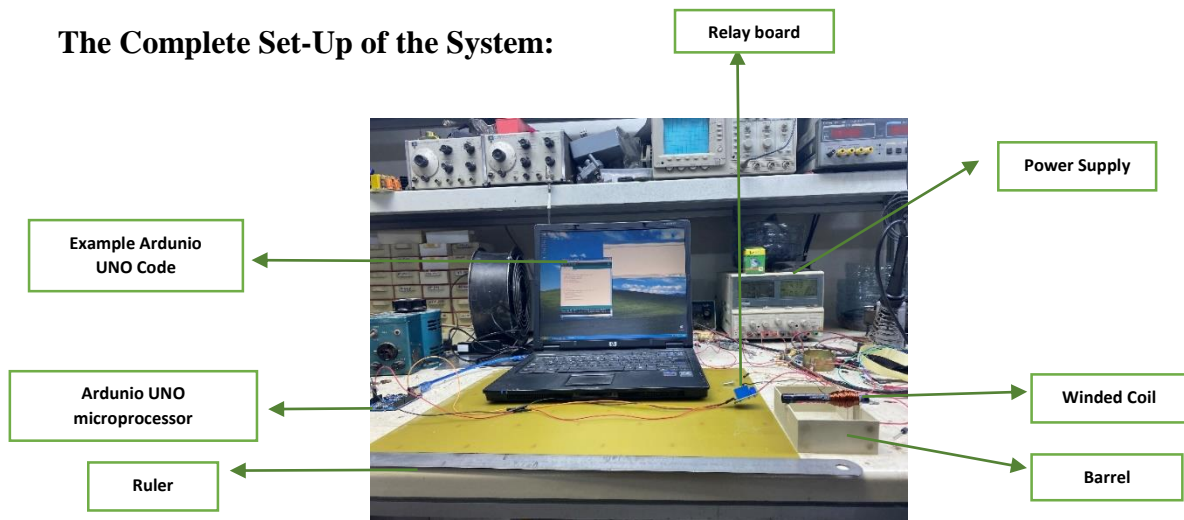 The Complete Set-Up of the System:
Relay board
Power Supply
Example Ardunio
UNO Code
Ardunio UNO
microprocessor
Winded Coil
Ruler
Barrel